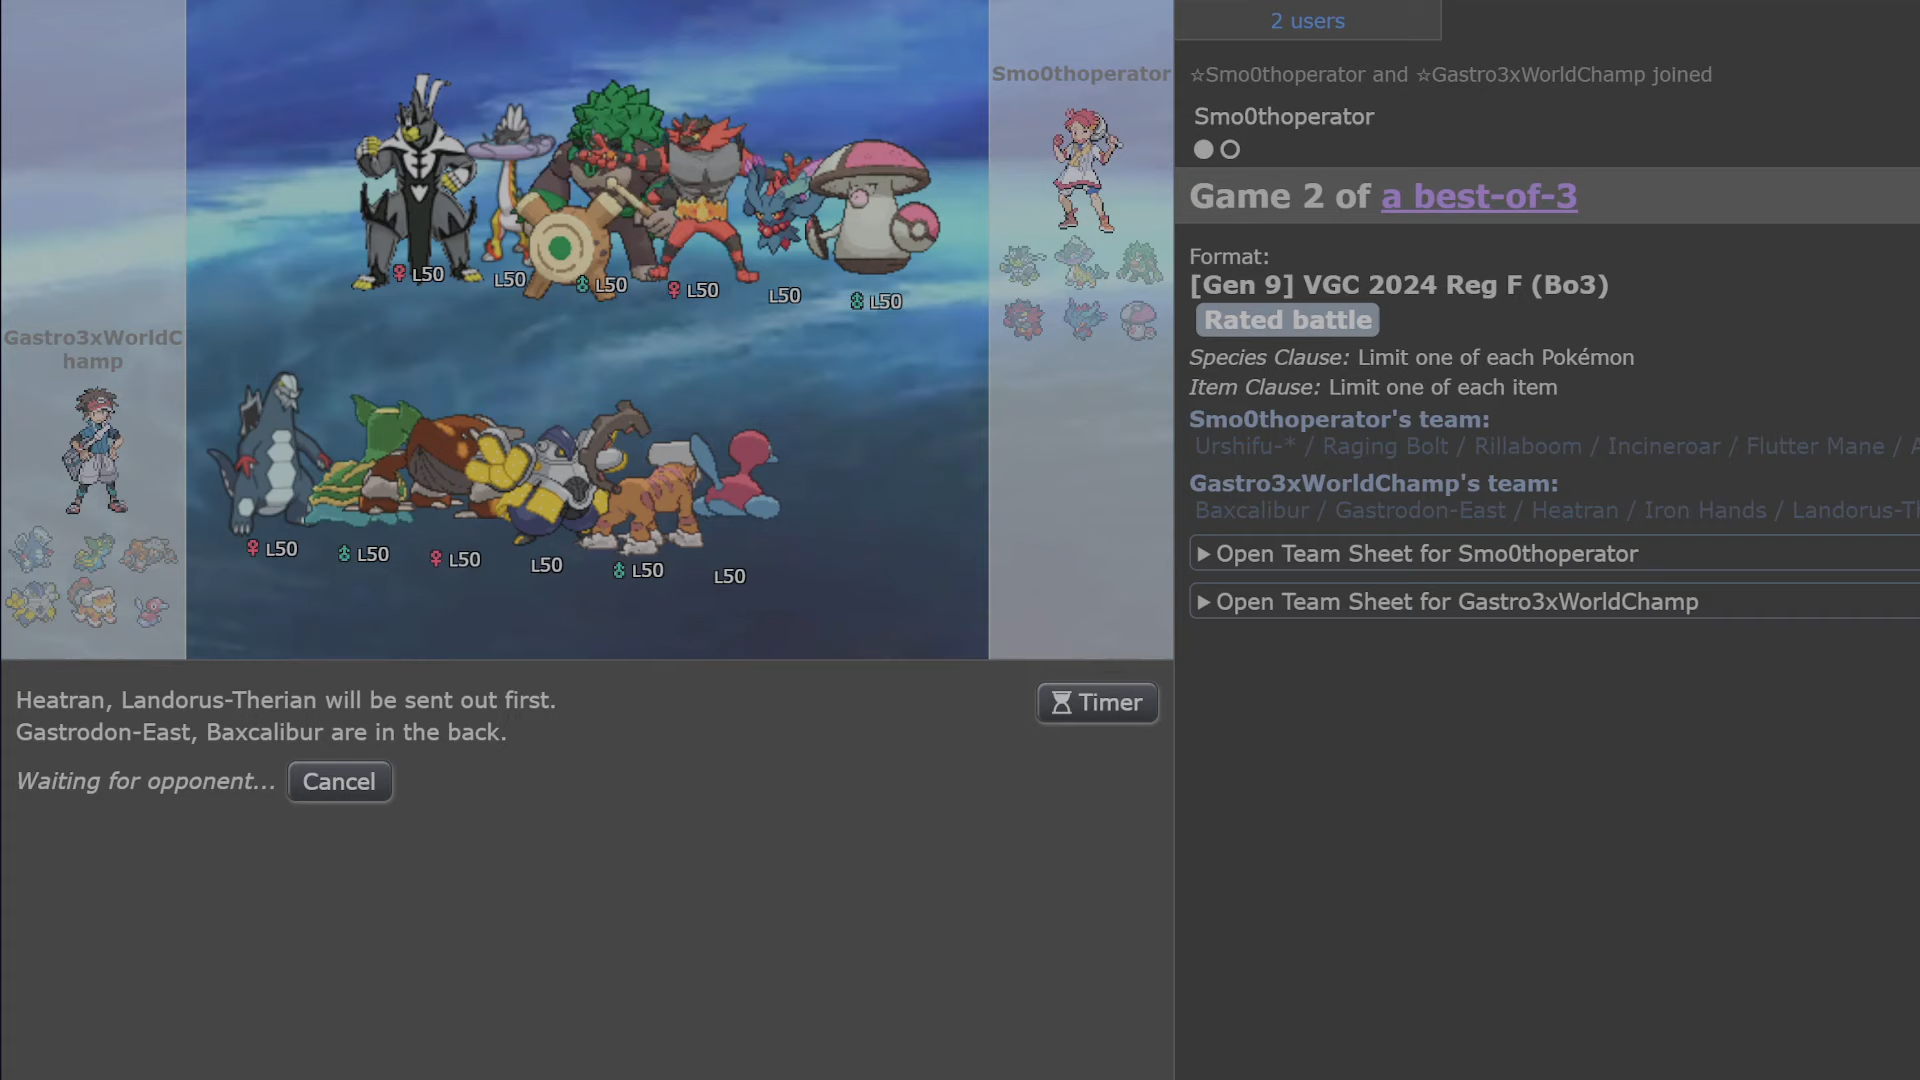 2 users
☆Smo0thoperator and ☆Gastro3xWorldChamp joined
Smo0thoperator
Game 2 of a best-of-3
Format:
[Gen 9] VGC 2024 Reg F (Bo3)
Rated battle
Species Clause: Limit one of each Pokémon
Item Clause: Limit one of each item
Smo0thoperator's team:
Urshifu-* / Raging Bolt / Rillaboom / Incineroar / Flutter Mane / A
Gastro3xWorldChamp's team:
Baxcalibur / Gastrodon-East / Heatran / Iron Hands / Landorus-Th
▶ Open Team Sheet for Smo0thoperator
▶ Open Team Sheet for Gastro3xWorldChamp
Smo0thoperator
Gastro3xWorldC
hamp
♀ L50
L50
♂ L50
♀ L50
L50
♂ L50
♀ L50
♂ L50
♀ L50
L50
♂ L50
L50
Heatran, Landorus-Therian will be sent out first.
Gastrodon-East, Baxcalibur are in the back.
Waiting for opponent... Cancel
Timer